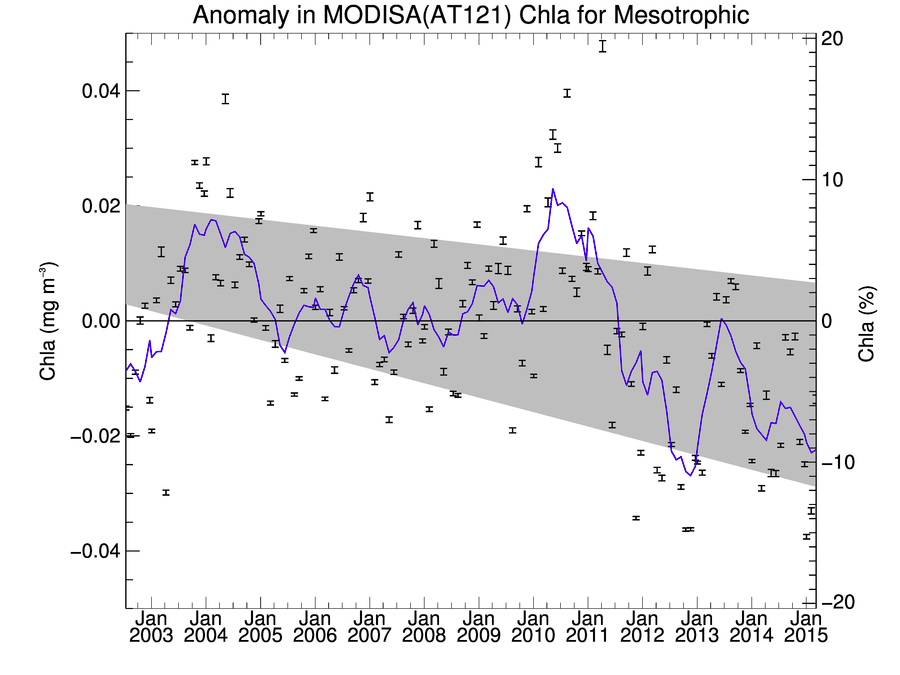 Anomaly in MODISA(AT121) Chla for Mesotrophic
Chla (mg m⁻³)
0.04
0.02
0.00
−0.02
−0.04
20
10
0
−10
−20
Chla (%)
Jan Jan Jan Jan Jan Jan Jan Jan Jan Jan Jan Jan Jan
2003 2004 2005 2006 2007 2008 2009 2010 2011 2012 2013 2014 2015